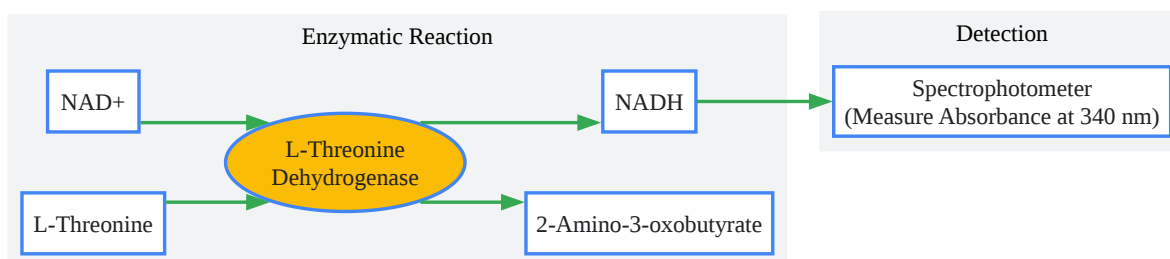 Enzymatic Reaction
Detection
NAD+
NADH
Spectrophotometer
(Measure Absorbance at 340 nm)
L-Threonine
Dehydrogenase
L-Threonine
2-Amino-3-oxobutyrate